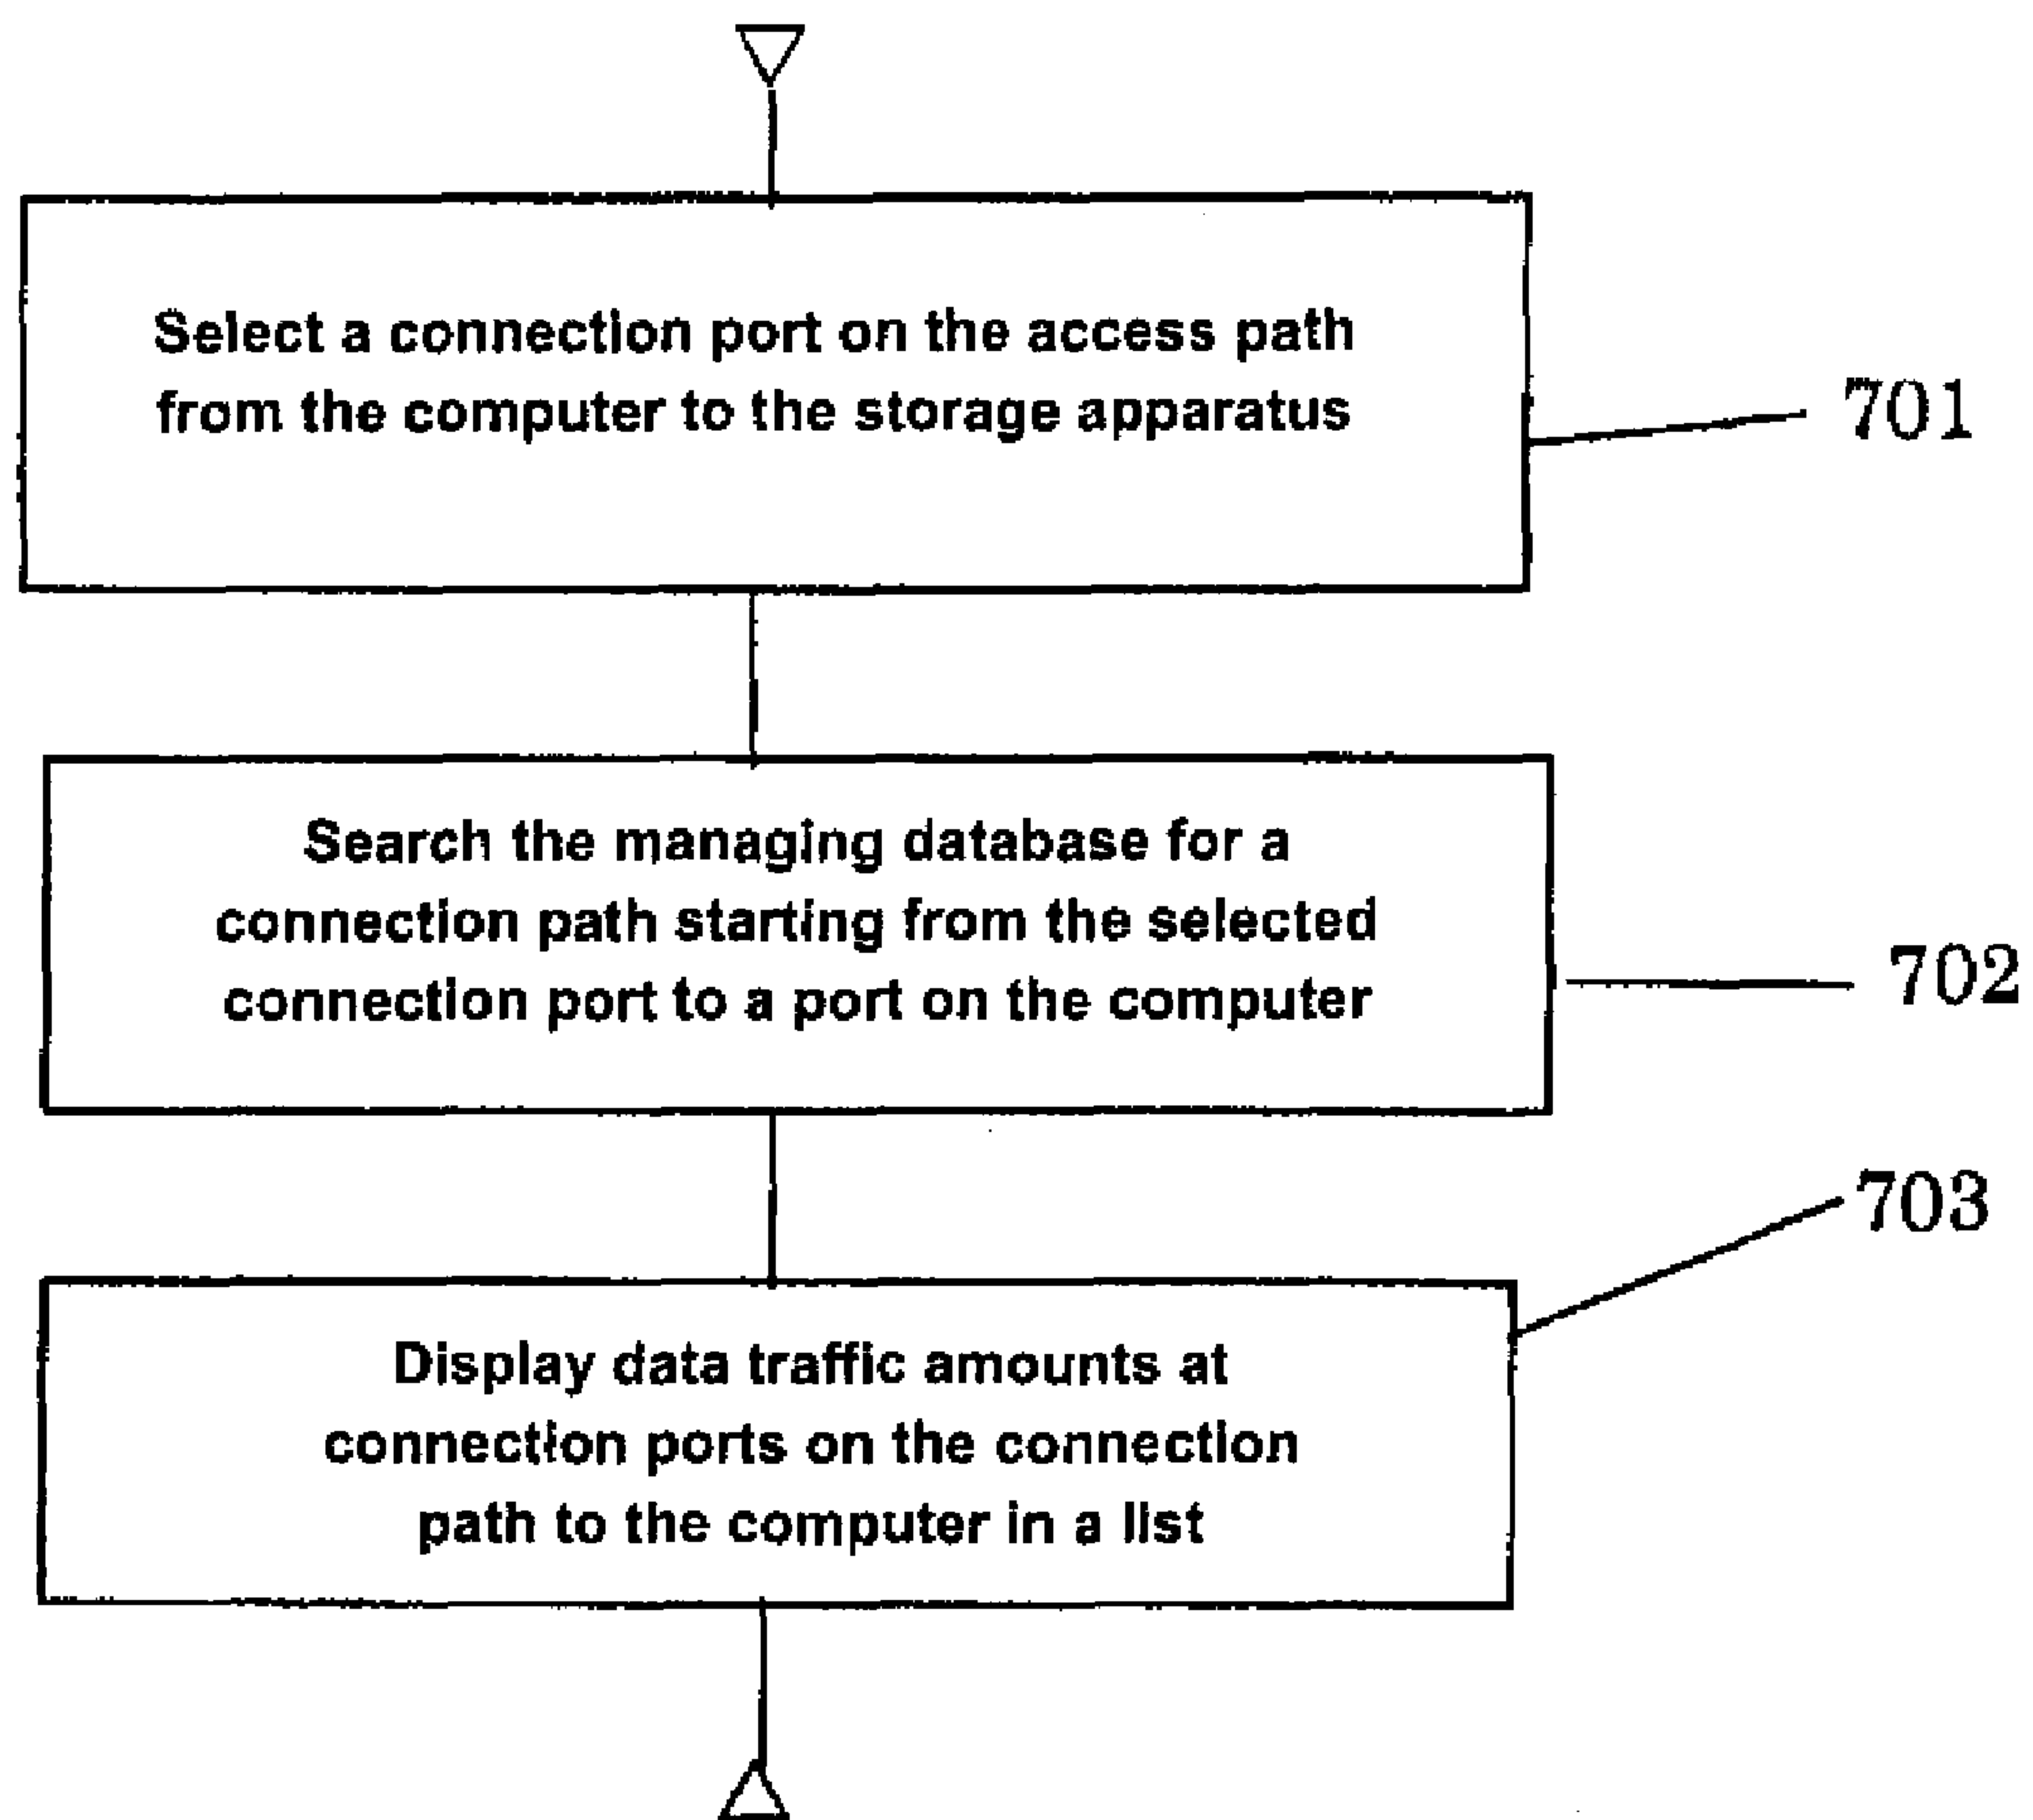 Select a connection port on the access path
from the computer to the storage apparatus
701
Search the managing database for a
connection path starting from the selected
connection port to a port on the computer
702
703
Display data traffic amounts at
connection ports on the connection
path to the computer in a list